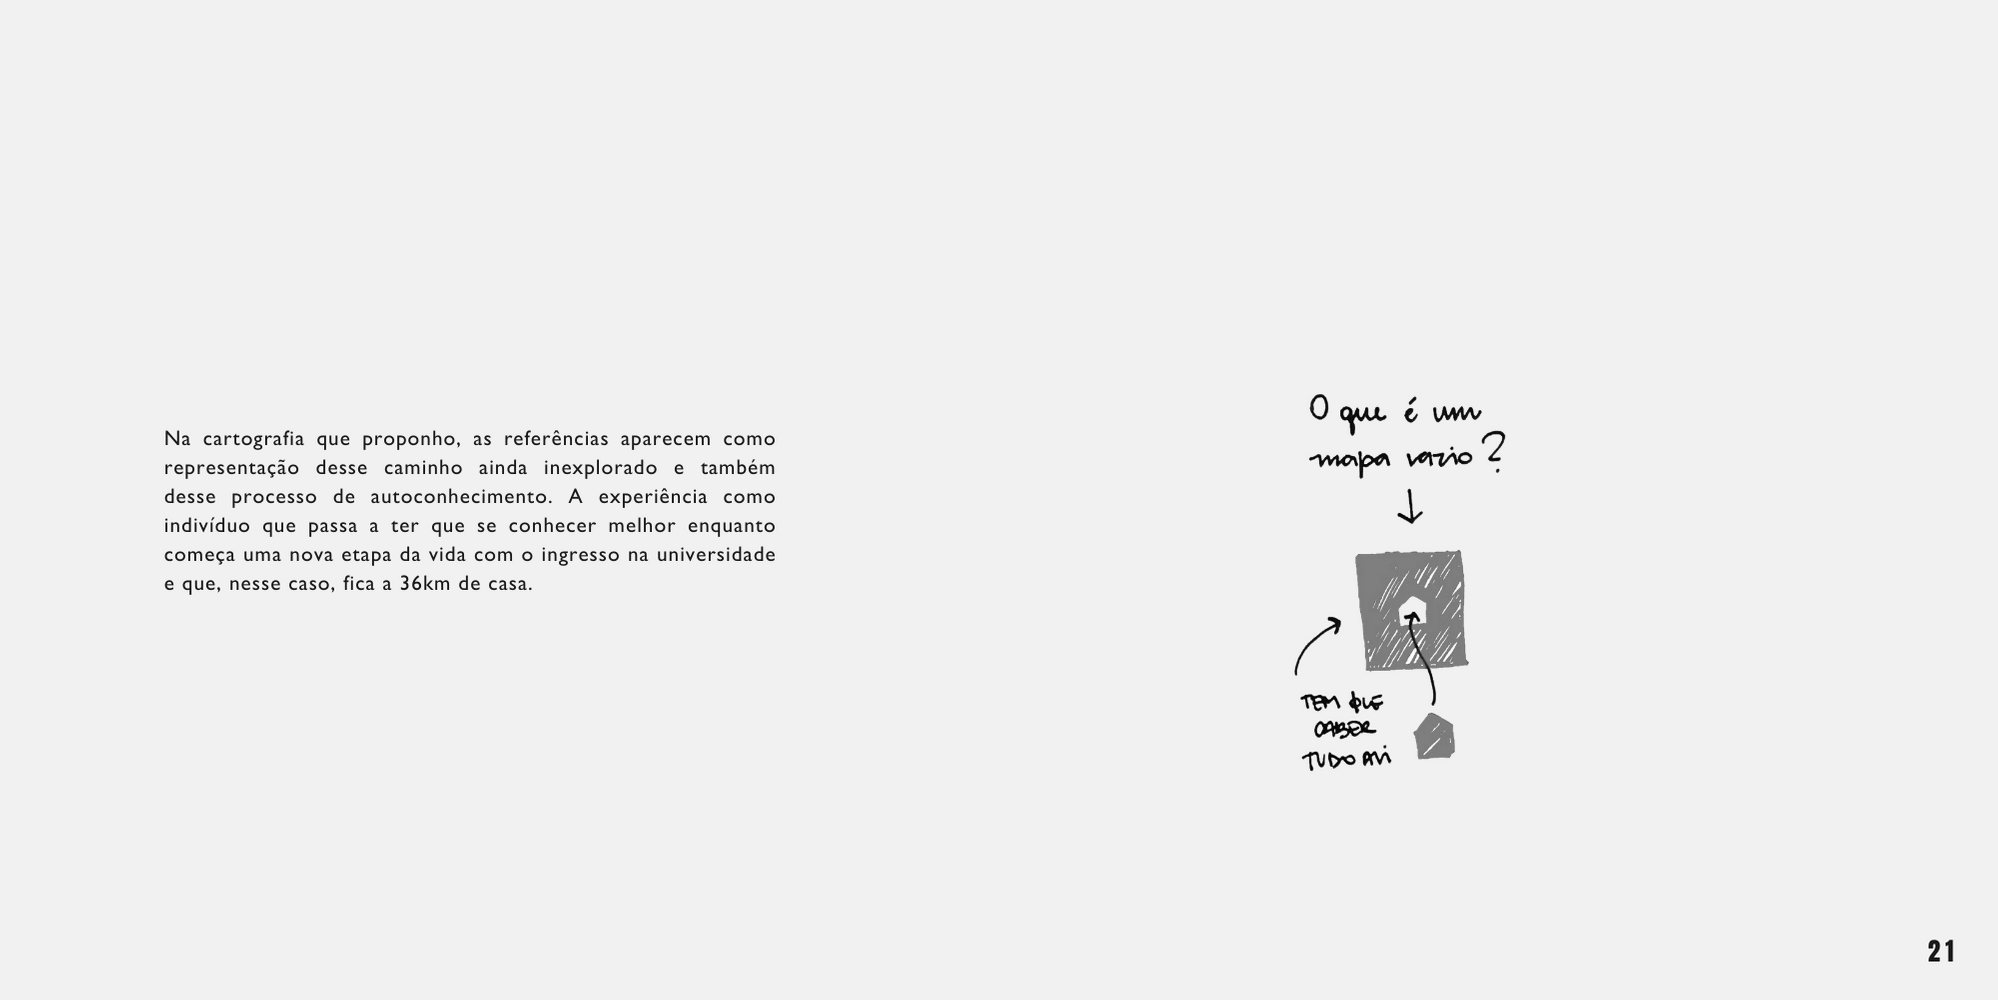 Na cartografia que proponho, as referências aparecem como
representação desse caminho ainda inexplorado e também
desse processo de autoconhecimento. A experiência como
indivíduo que passa a ter que se conhecer melhor enquanto
começa uma nova etapa da vida com o ingresso na universidade
e que, nesse caso, fica a 36km de casa.
O que é um
mapa vazio?
TEM QUE
CABER
TUDO AÍ
21